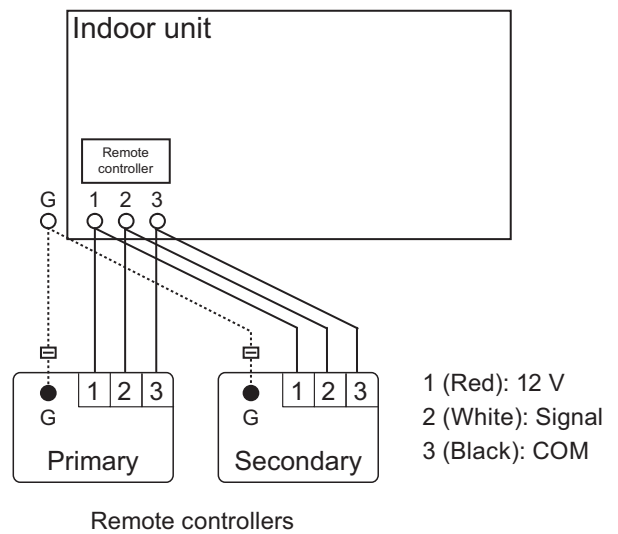 Indoor unit
Remote
controller
G 1 2 3
1 2 3 1 2 3
G G
Primary Secondary
1 (Red): 12 V
2 (White): Signal
3 (Black): COM
Remote controllers